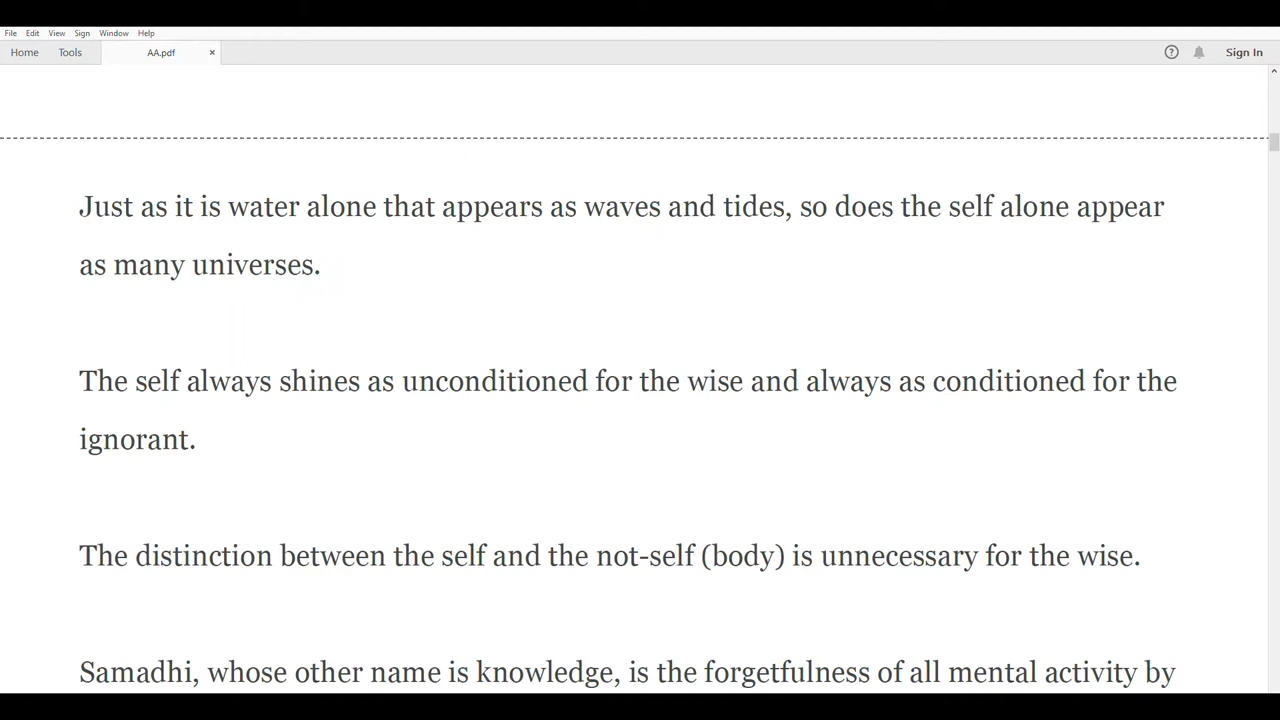 File Edit View Sign Window Help
Home Tools AA.pdf × ? Sign In
Just as it is water alone that appears as waves and tides, so does the self alone appear
as many universes.
The self always shines as unconditioned for the wise and always as conditioned for the
ignorant.
The distinction between the self and the not-self (body) is unnecessary for the wise.
Samadhi, whose other name is knowledge, is the forgetfulness of all mental activity by